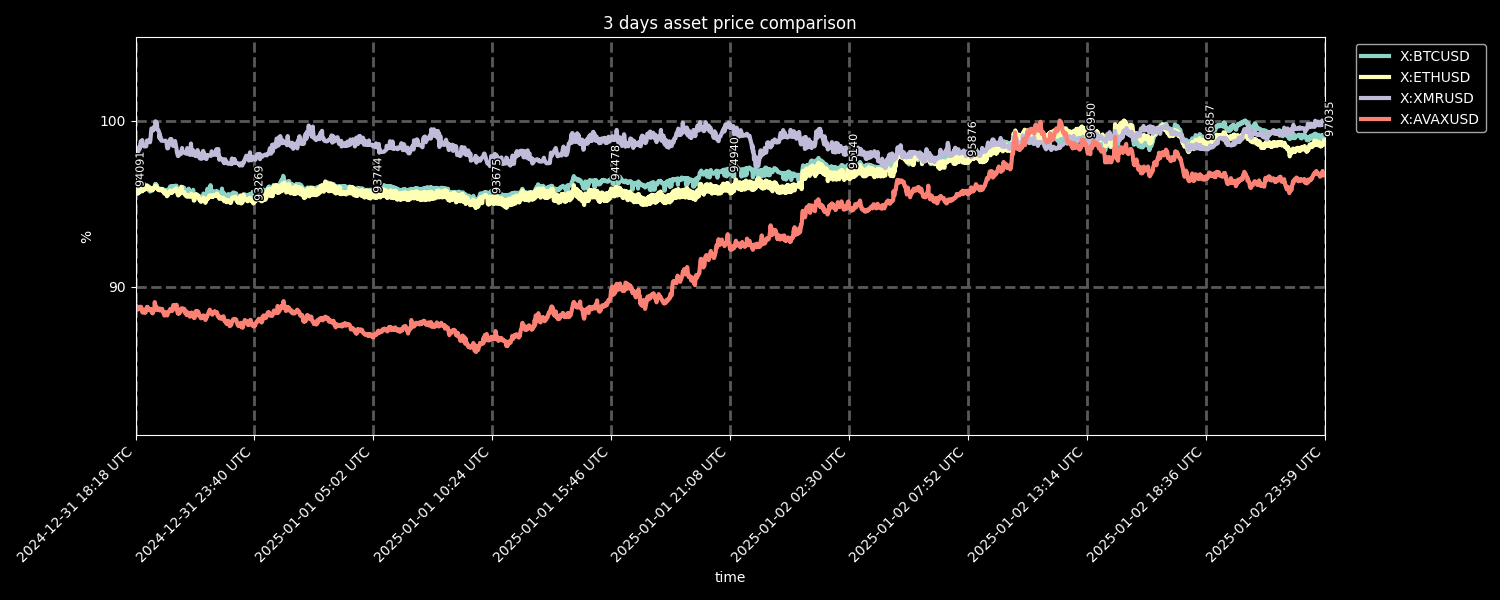 3 days asset price comparison
X:BTCUSD
X:ETHUSD
X:XMRUSD
X:AVAXUSD
100
90
%
94091
93269
93744
93675
94478
94940
95140
95876
96950
96857
97035
2024-12-31 18:18 UTC
2024-12-31 23:40 UTC
2025-01-01 05:02 UTC
2025-01-01 10:24 UTC
2025-01-01 15:46 UTC
2025-01-01 21:08 UTC
2025-01-02 02:30 UTC
2025-01-02 07:52 UTC
2025-01-02 13:14 UTC
2025-01-02 18:36 UTC
2025-01-02 23:59 UTC
time